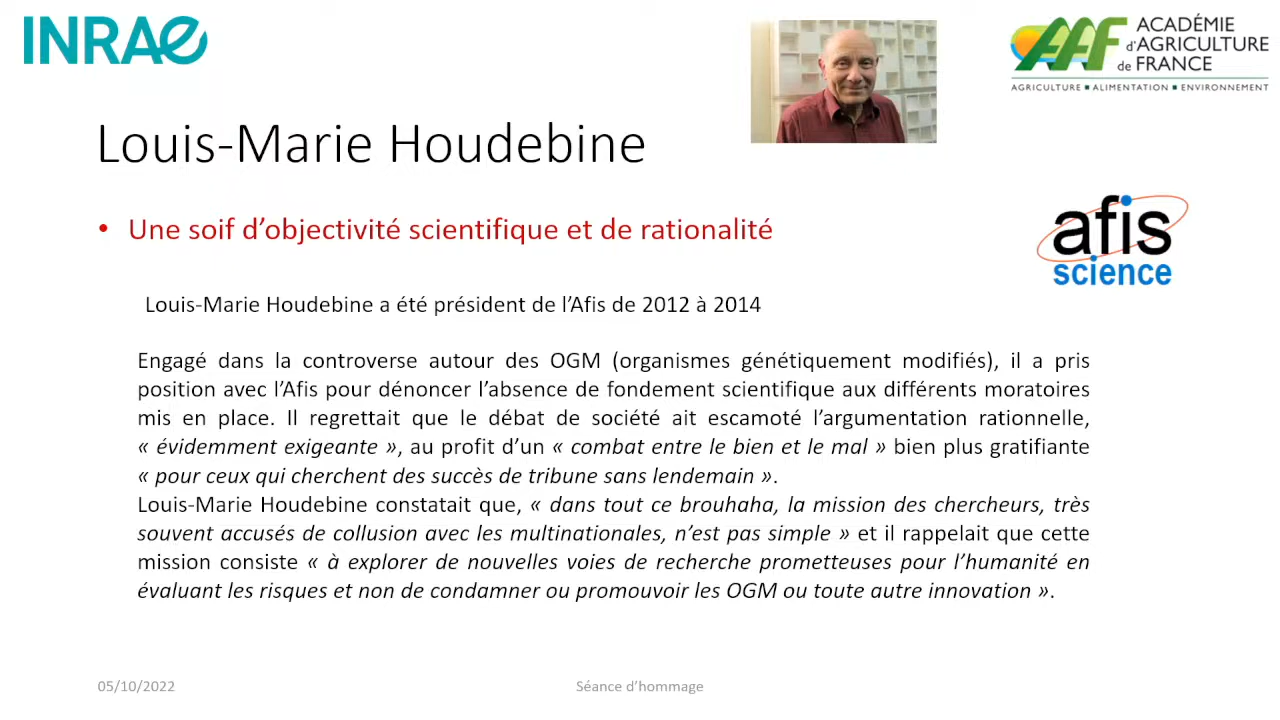 INRAE
ACADÉMIE
d'AGRICULTURE
de FRANCE
AAF
AGRICULTURE ■ ALIMENTATION ■ ENVIRONNEMENT
Louis-Marie Houdebine
• Une soif d’objectivité scientifique et de rationalité
afis
science
Louis-Marie Houdebine a été président de l’Afis de 2012 à 2014
Engagé dans la controverse autour des OGM (organismes génétiquement modifiés), il a pris
position avec l’Afis pour dénoncer l’absence de fondement scientifique aux différents moratoires
mis en place. Il regrettait que le débat de société ait escamoté l’argumentation rationnelle,
« évidemment exigeante », au profit d’un « combat entre le bien et le mal » bien plus gratifiante
« pour ceux qui cherchent des succès de tribune sans lendemain ».
Louis-Marie Houdebine constatait que, « dans tout ce brouhaha, la mission des chercheurs, très
souvent accusés de collusion avec les multinationales, n’est pas simple » et il rappelait que cette
mission consiste « à explorer de nouvelles voies de recherche prometteuses pour l’humanité en
évaluant les risques et non de condamner ou promouvoir les OGM ou toute autre innovation ».
05/10/2022
Séance d’hommage